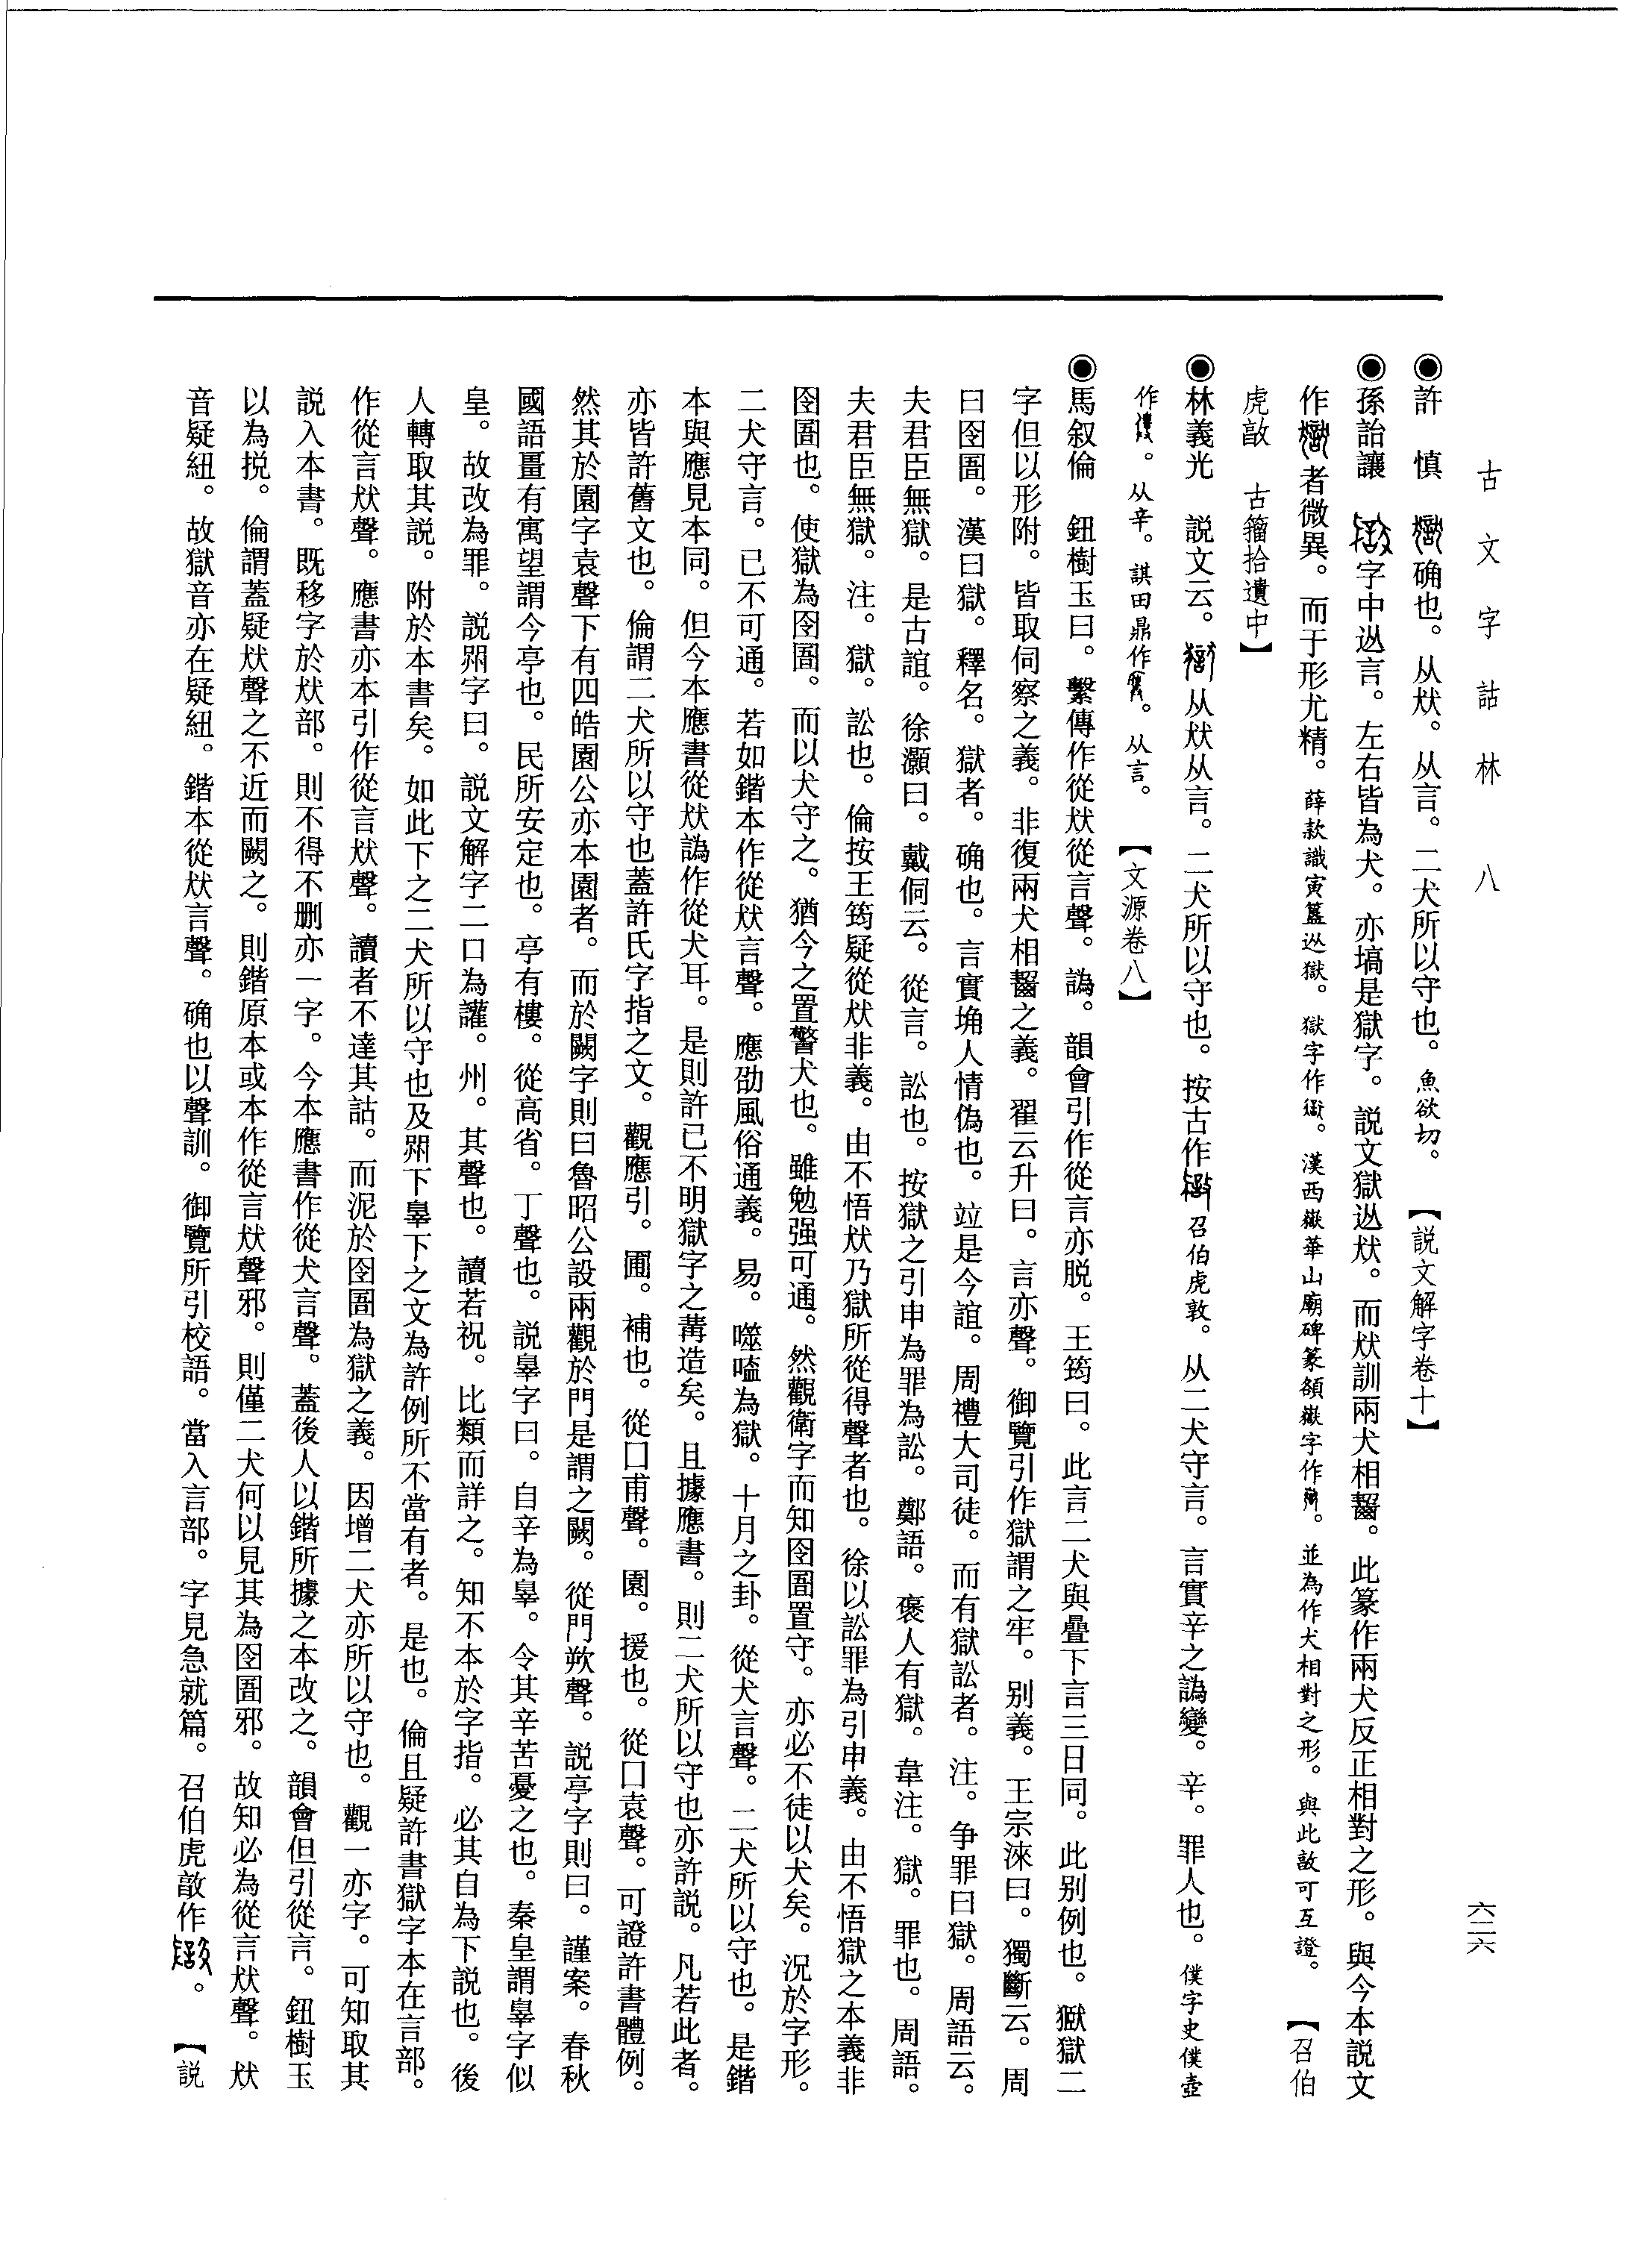 古文字詁林 八
六二六
◉許　慎　确也。从㹜。从言。二犬所以守也。魚欲切。【説文解字卷十】
◉孫詒讓　字中从言。左右皆為犬。亦塙是獄字。説文獄从㹜。而㹜訓兩犬相齧。此篆作兩犬反正相對之形。與今本説文
作者微異。而于形尤精。薛款識寅簋从獄。獄字作。漢西嶽華山廟碑篆額嶽字作。並為作犬相對之形。與此敔可互證。【召伯
虎敔　古籀拾遺中】
◉林義光　説文云。从㹜从言。二犬所以守也。按古作召伯虎敦。从二犬守言。言實辛之譌變。辛。罪人也。僕字史僕壺
作。从辛。諆田鼎作。从言。【文源卷八】
◉馬叙倫　鈕樹玉曰。繫傳作從㹜從言聲。譌。韻會引作從言亦脱。王筠曰。此言二犬與疊下言三日同。此別例也。㺇獄二
字但以形附。皆取伺察之義。非復兩犬相齧之義。翟云升曰。言亦聲。御覽引作獄謂之牢。別義。王宗涞曰。獨斷云。周
曰囹圄。漢曰獄。釋名。獄者。确也。言實埆人情偽也。竝是今誼。周禮大司徒。而有獄訟者。注。争罪曰獄。周語云。
夫君臣無獄。是古誼。徐灝曰。戴侗云。從言。訟也。按獄之引申為罪為訟。鄭語。褒人有獄。韋注。獄。罪也。周語。
夫君臣無獄。注。獄。訟也。倫按王筠疑從㹜非義。由不悟㹜乃獄所從得聲者也。徐以訟罪為引申義。由不悟獄之本義非
囹圄也。使獄為囹圄。而以犬守之。猶今之置警犬也。雖勉强可通。然觀衛字而知囹圄置守。亦必不徒以犬矣。況於字形。
二犬守言。已不可通。若如鍇本作從㹜言聲。應劭風俗通義。易。噬嗑為獄。十月之卦。從犬言聲。二犬所以守也。是鍇
本與應見本同。但今本應書從㹜譌作從犬耳。是則許已不明獄字之冓造矣。且據應書。則二犬所以守也亦許説。凡若此者。
亦皆許舊文也。倫謂二犬所以守也蓋許氏字指之文。觀應引。圃。補也。從囗甫聲。園。援也。從囗袁聲。可證許書體例。
然其於園字袁聲下有四皓園公亦本園者。而於闕字則曰魯昭公設兩觀於門是謂之闕。從門欮聲。説亭字則曰。謹案。春秋
國語畺有寓望謂今亭也。民所安定也。亭有樓。從高省。丁聲也。説辠字曰。自辛為辠。令其辛苦憂之也。秦皇謂辠字似
皇。故改為罪。説喌字曰。説文解字二口為讙。州。其聲也。讀若祝。比類而詳之。知不本於字指。必其自為下説也。後
人轉取其説。附於本書矣。如此下之二犬所以守也及喌下辠下之文為許例所不當有者。是也。倫且疑許書獄字本在言部。
作從言㹜聲。應書亦本引作從言㹜聲。讀者不達其詁。而泥於囹圄為獄之義。因增二犬亦所以守也。觀一亦字。可知取其
説入本書。既移字於㹜部。則不得不删亦一字。今本應書作從犬言聲。蓋後人以鍇所據之本改之。韻會但引從言。鈕樹玉
以為挩。倫謂蓋疑㹜聲之不近而闕之。則鍇原本或本作從言㹜聲邪。則僅二犬何以見其為囹圄邪。故知必為從言㹜聲。㹜
音疑紐。故獄音亦在疑紐。鍇本從㹜言聲。确也以聲訓。御覽所引校語。當入言部。字見急就篇。召伯虎敔作。【説